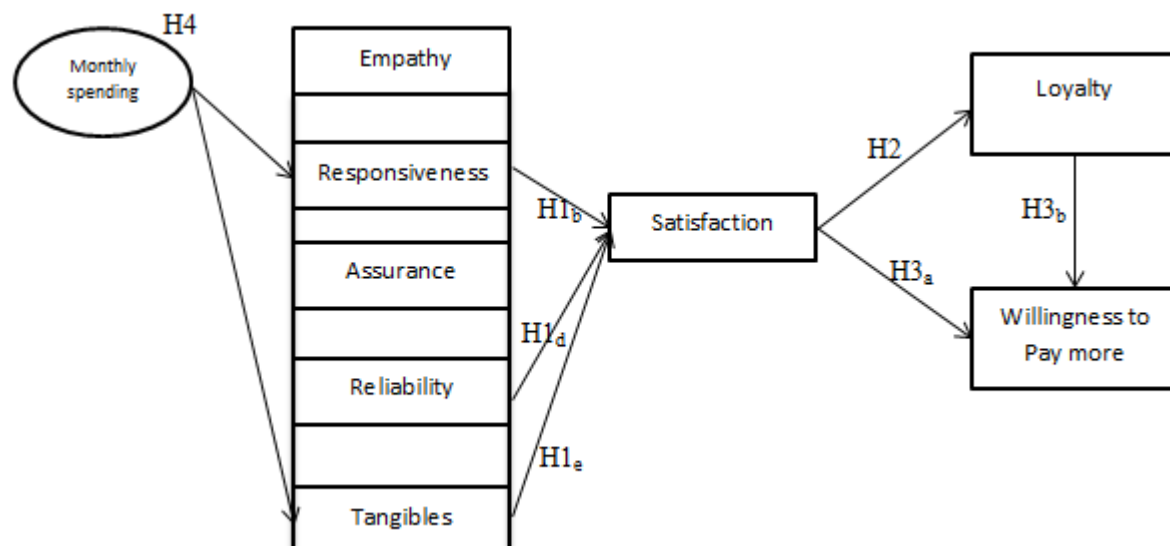 H4
Monthly
spending
Empathy
Responsiveness
Assurance
Reliability
Tangibles
H1b
H1d
H1e
Satisfaction
H2
H3a
Loyalty
H3b
Willingness to
Pay more